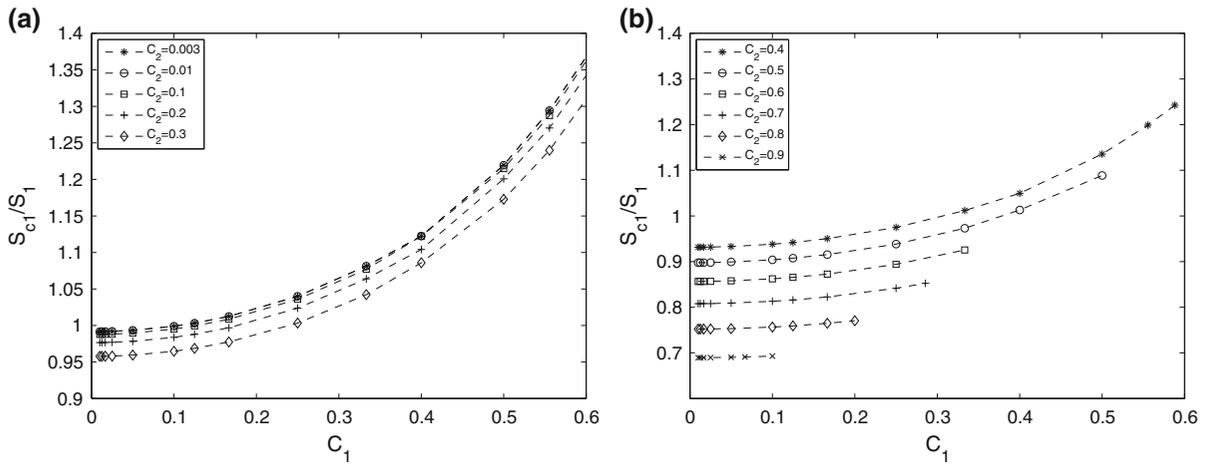 (a)
1.4
1.35
1.3
1.25
1.2
1.15
1.1
1.05
1
0.95
0.9
S_c1/S_1
C_2=0.003
C_2=0.01
C_2=0.1
C_2=0.2
C_2=0.3
0 0.1 0.2 0.3 0.4 0.5 0.6
C_1
(b)
1.4
1.3
1.2
1.1
1
0.9
0.8
0.7
S_c1/S_1
C_2=0.4
C_2=0.5
C_2=0.6
C_2=0.7
C_2=0.8
C_2=0.9
0 0.1 0.2 0.3 0.4 0.5 0.6
C_1